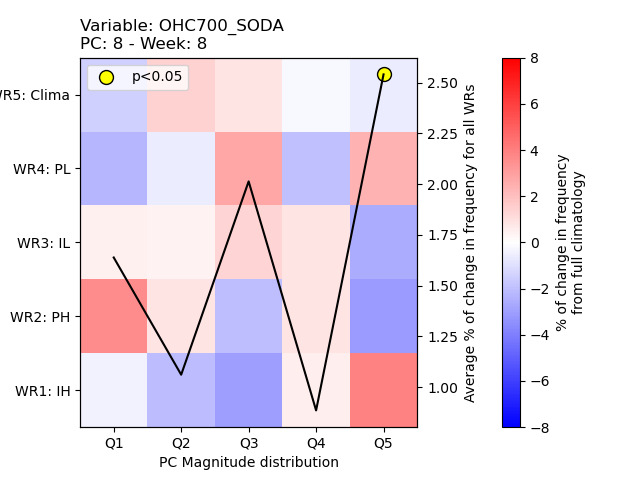 Variable: OHC700_SODA
PC: 8 - Week: 8
p<0.05
WR5: Clima
WR4: PL
WR3: IL
WR2: PH
WR1: IH
Q1 Q2 Q3 Q4 Q5
PC Magnitude distribution
2.50
2.25
2.00
1.75
1.50
1.25
1.00
Average % of change in frequency for all WRs
8
6
4
2
0
−2
−4
−6
−8
% of change in frequency
from full climatology